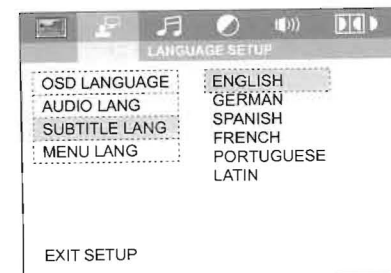 LANGUAGE SETUP
OSD LANGUAGE
AUDIO LANG
SUBTITLE LANG
MENU LANG
ENGLISH
GERMAN
SPANISH
FRENCH
PORTUGUESE
LATIN
EXIT SETUP